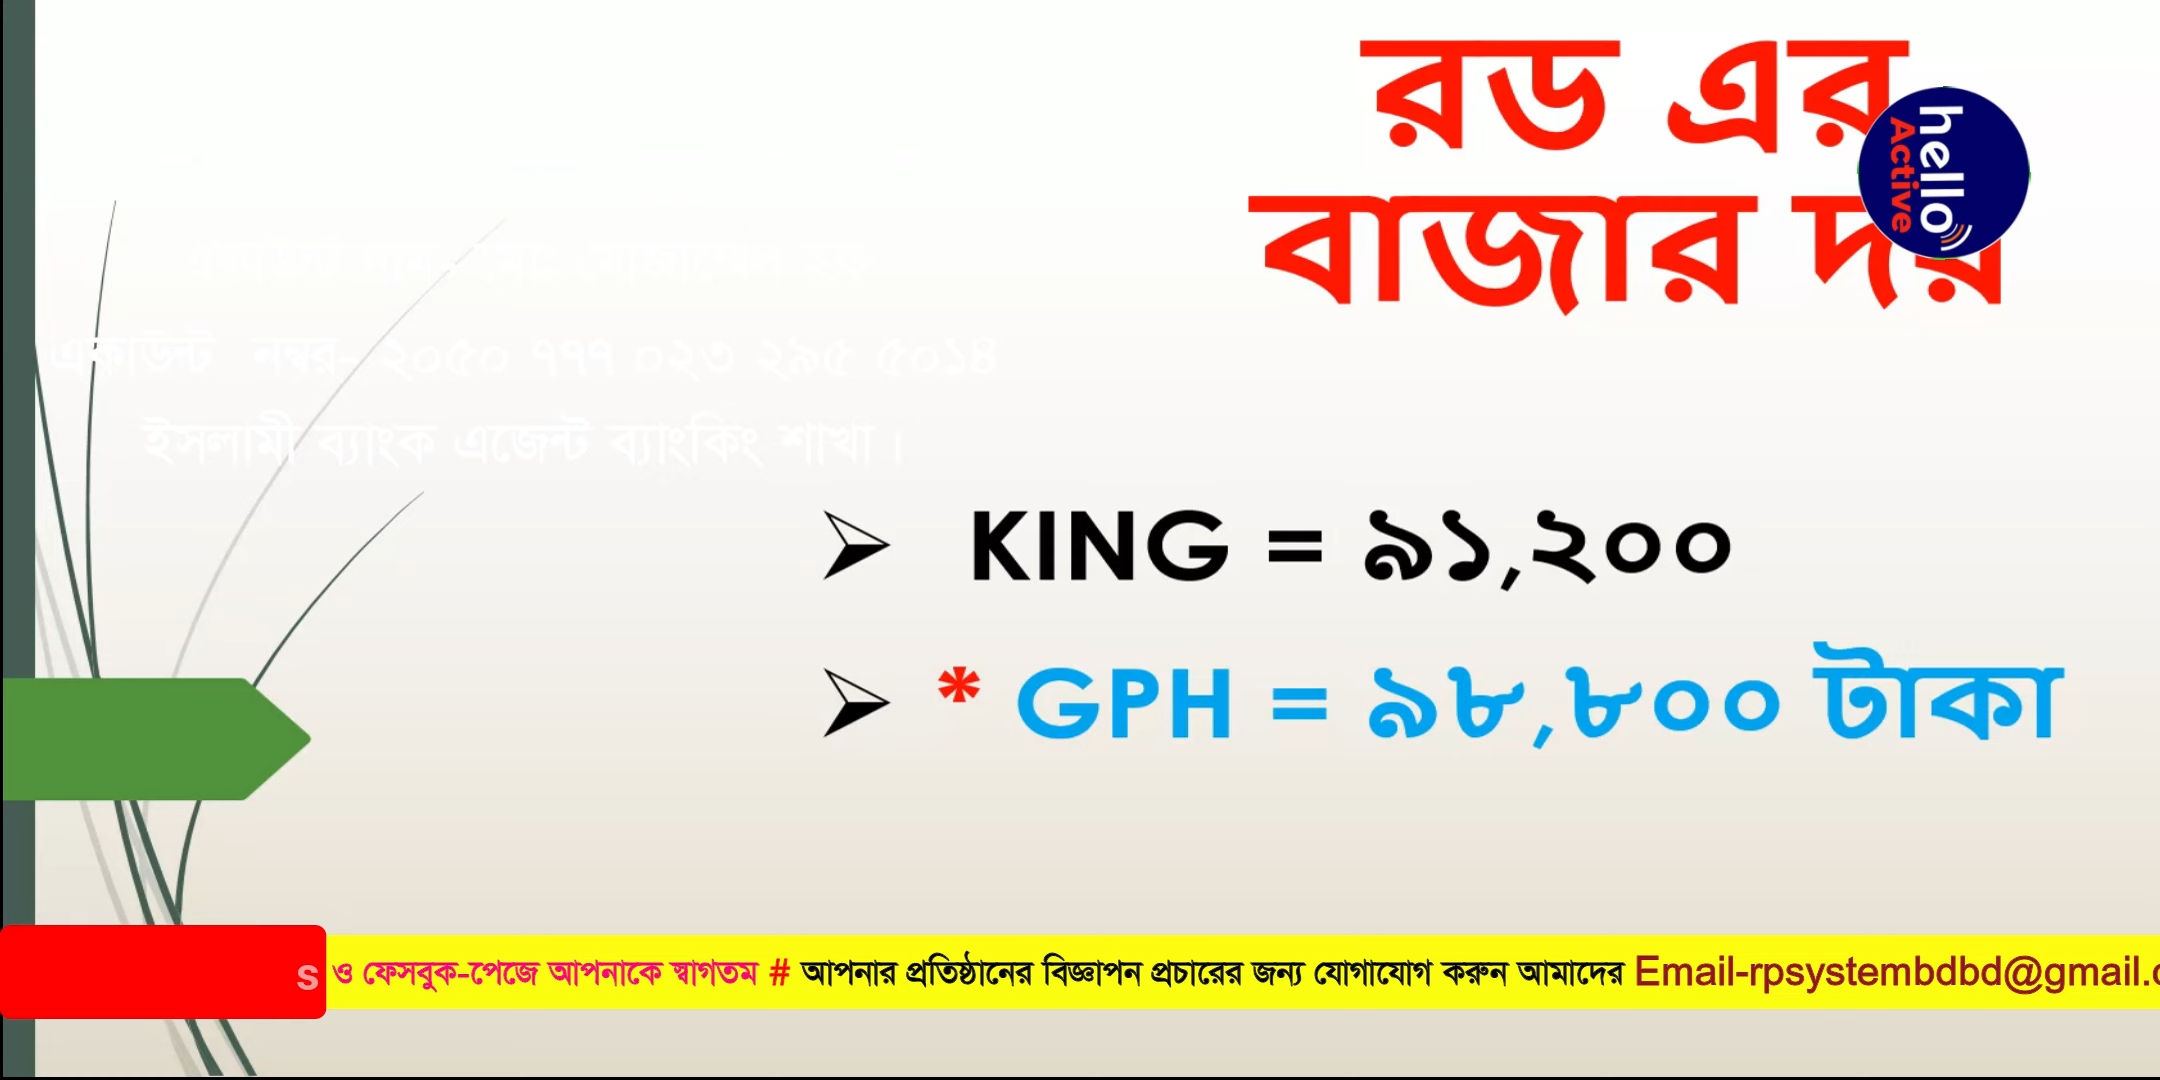 রড এর
বাজার দর
hello
Active
একাউন্ট নম্বর- ২০৫০ ৭৭৭ ০২৩ ২৯৫ ৫০১৪
ইসলামী ব্যাংক এজেন্ট ব্যাংকিং শাখা।
➢ KING = ৯১,২০০
➢ * GPH = ৯৮,৮০০ টাকা
s ও ফেসবুক-পেজে আপনাকে স্বাগতম # আপনার প্রতিষ্ঠানের বিজ্ঞাপন প্রচারের জন্য যোগাযোগ করুন আমাদের Email-rpsystembdbd@gmail.c